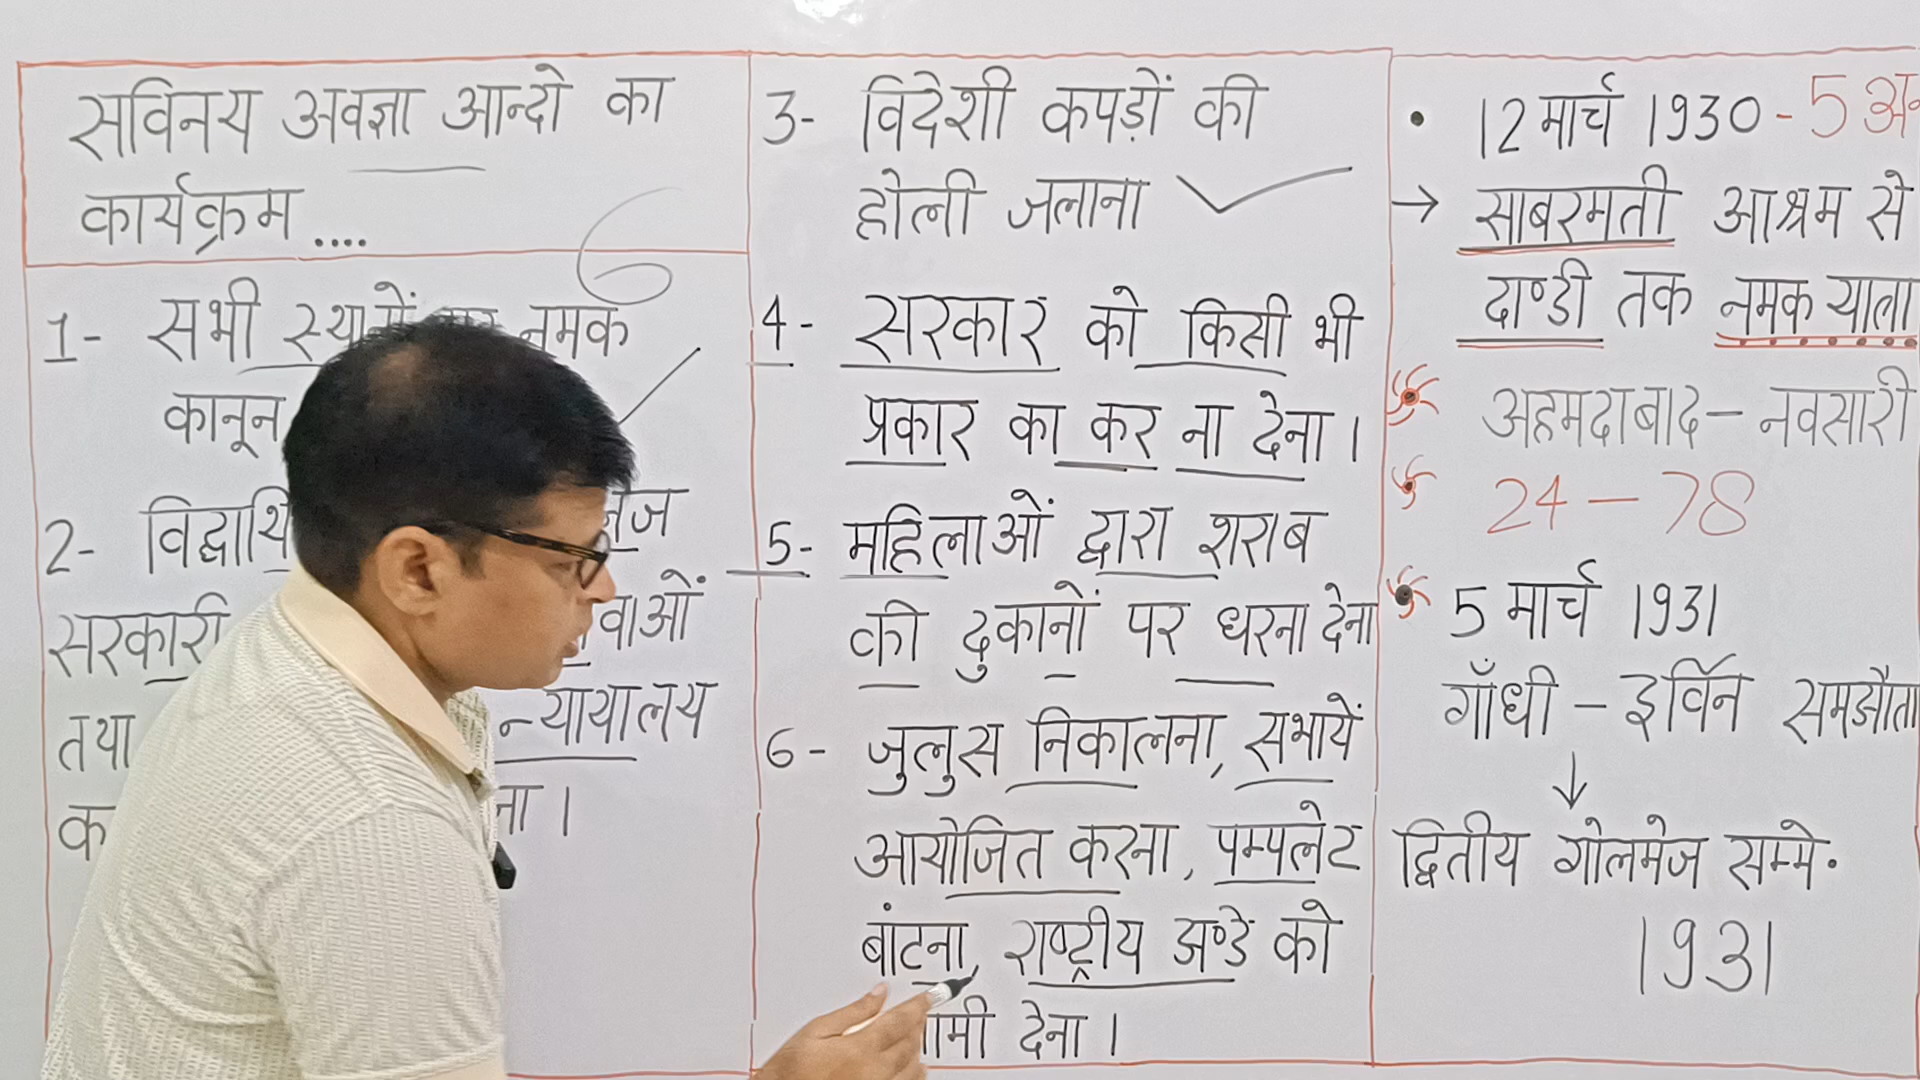 सविनय अवज्ञा आन्दो का
कार्यक्रम ....
6
1- सभी नमक
कानून
2-
सरकारी
तथा न्यायालय
ना ।
3- विदेशी कपड़ों की
होली जलाना
4- सरकार को किसी भी
प्रकार का कर ना देना ।
5- महिलाओं द्वारा शराब
की दुकानों पर धरना देना
6- जुलुस निकालना, सभायें
आयोजित करना, पम्पलेट
बांटना, राष्ट्रीय झण्डे को
देना ।
• 12 मार्च 1930 - 5
→ साबरमती आश्रम से
दाण्डी तक नमक यात्रा
अहमदाबाद - नवसारी
24 - 78
5 मार्च 1931
गाँधी - इर्विन समझौता
↓
द्वितीय गोलमेज सम्मे.
1931